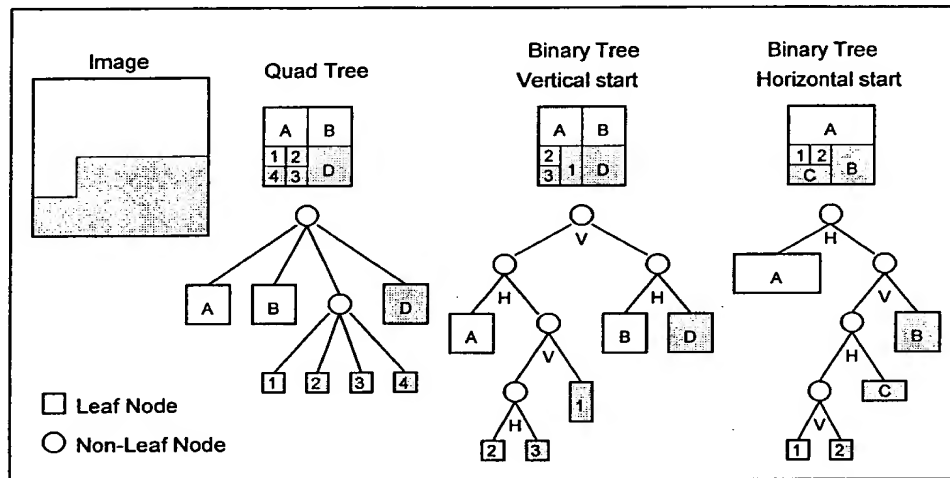 Image
Quad Tree
Binary Tree
Vertical start
Binary Tree
Horizontal start
A B
1 2
4 3 D
A B
2
3 1 D
A
1 2
C B
V
H
A
H
H
V
A B D
A
V
B D
H
B
1 2 3 4
1
C
H
V
2 3
1 2
Leaf Node
Non-Leaf Node